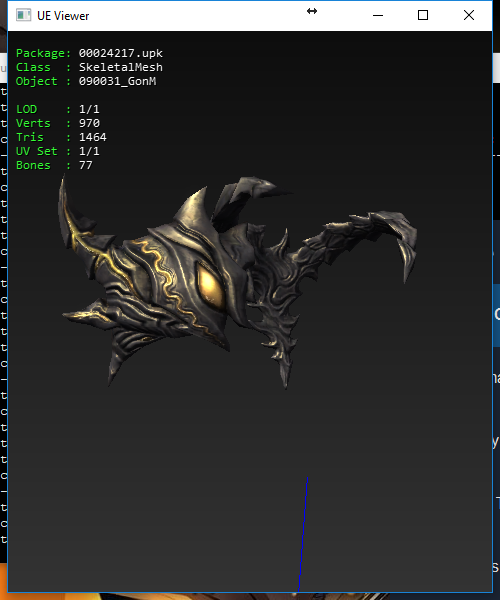 UE Viewer
Package: 00024217.upk
Class : SkeletalMesh
Object : 090031_GonM
LOD : 1/1
Verts : 970
Tris : 1464
UV Set : 1/1
Bones : 77